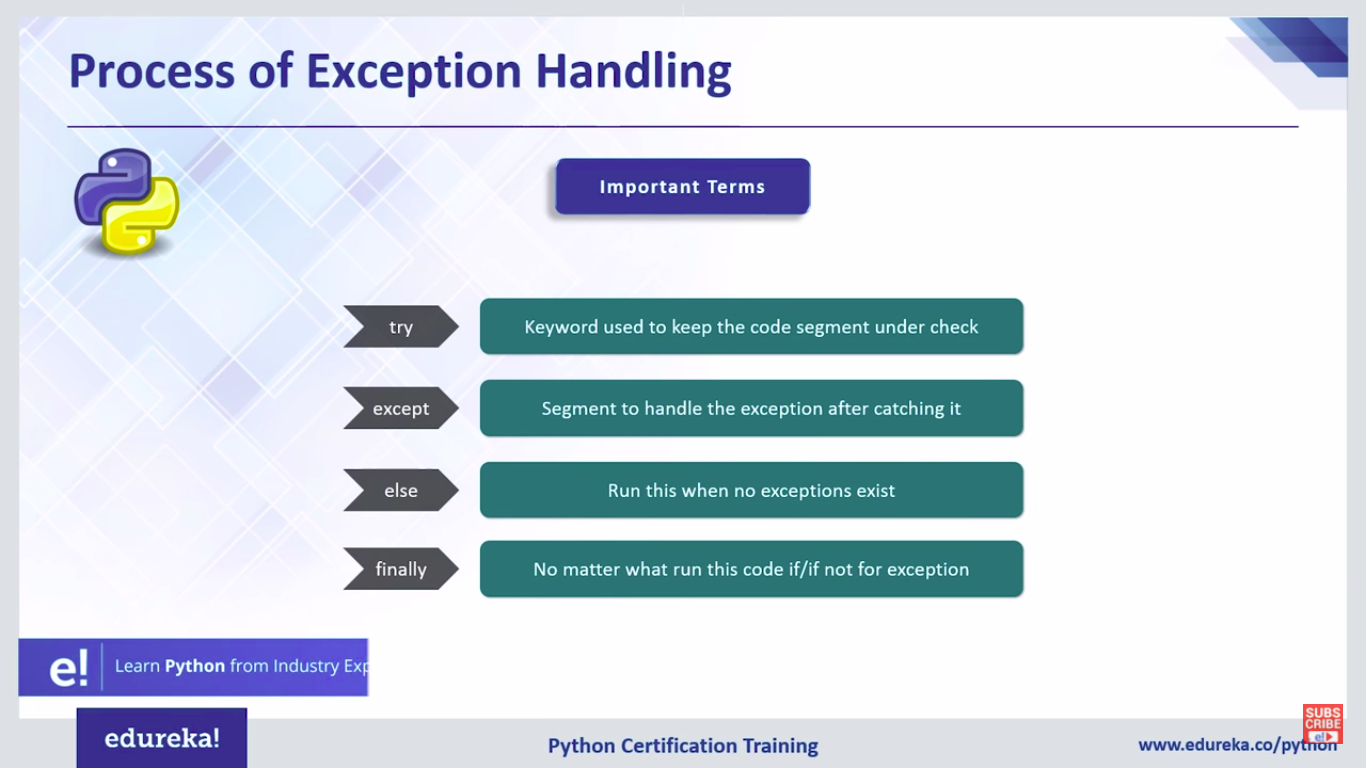 Process of Exception Handling
Important Terms
try
Keyword used to keep the code segment under check
except
Segment to handle the exception after catching it
else
Run this when no exceptions exist
finally
No matter what run this code if/if not for exception
e! Learn Python from Industry Exp
edureka!
Python Certification Training
www.edureka.co/python
SUBS
CRIBE
e!